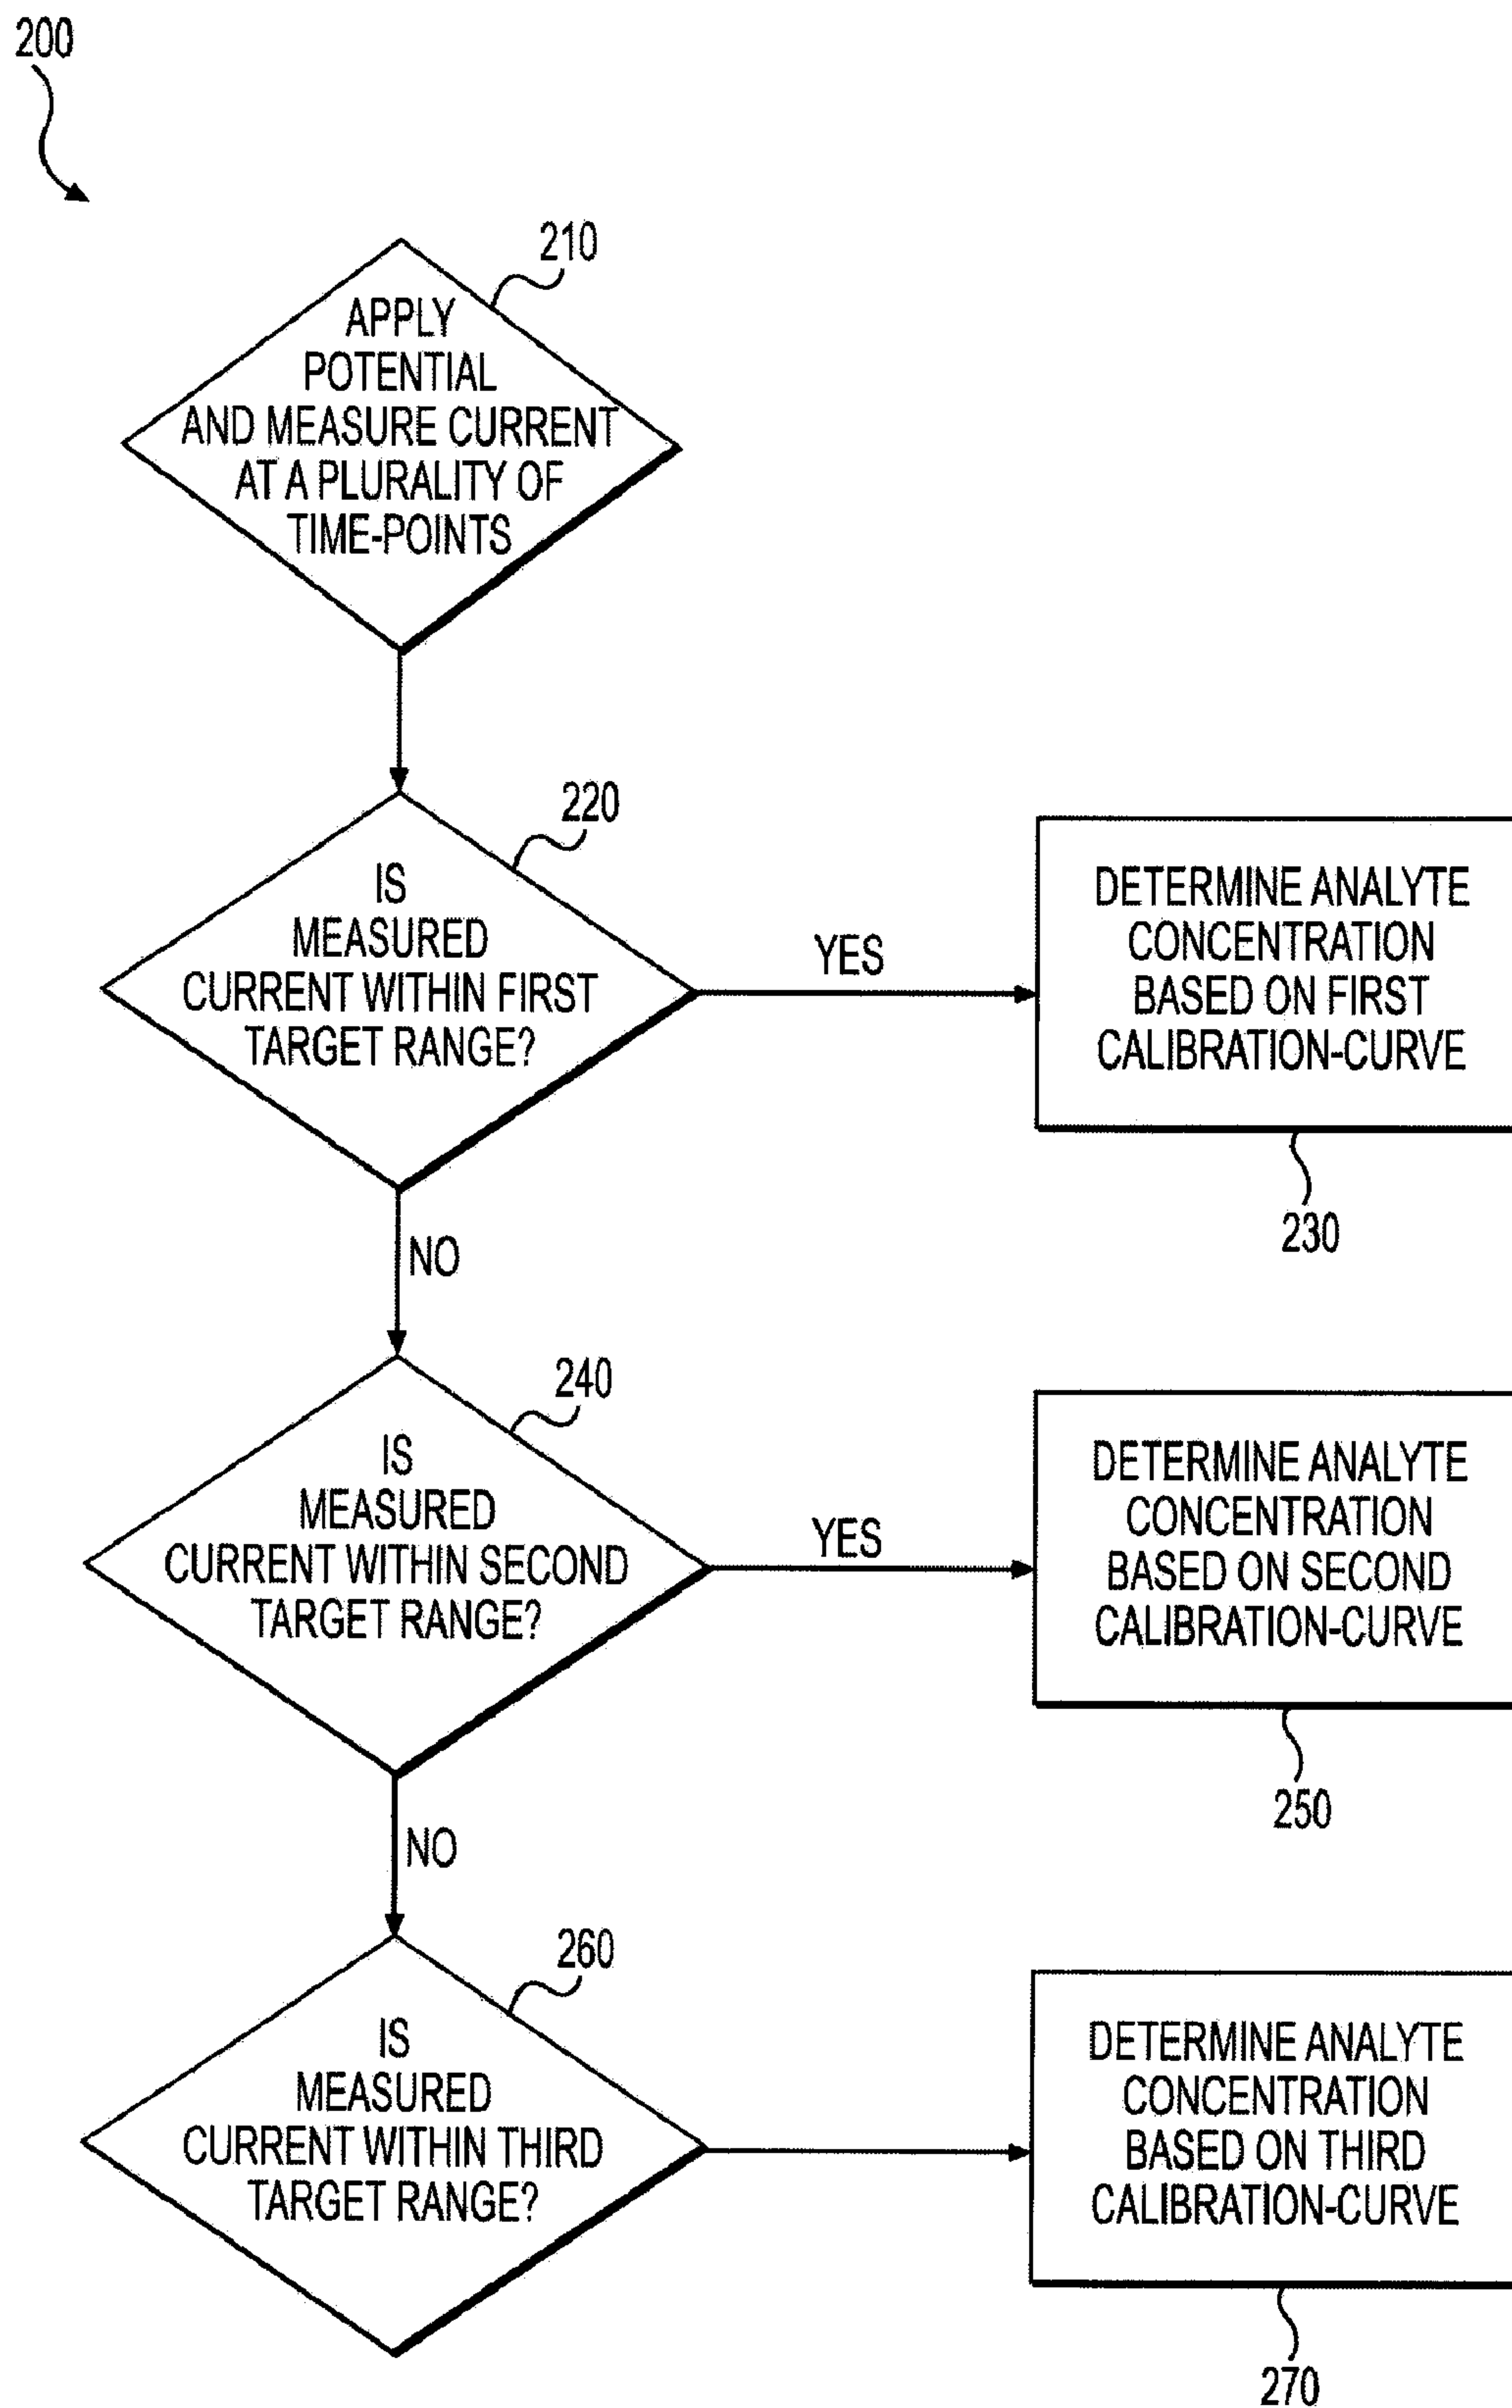 200
210
APPLY
POTENTIAL
AND MEASURE CURRENT
AT A PLURALITY OF
TIME-POINTS
220
IS
MEASURED
CURRENT WITHIN FIRST
TARGET RANGE?
YES
DETERMINE ANALYTE
CONCENTRATION
BASED ON FIRST
CALIBRATION-CURVE
230
NO
240
IS
MEASURED
CURRENT WITHIN SECOND
TARGET RANGE?
YES
DETERMINE ANALYTE
CONCENTRATION
BASED ON SECOND
CALIBRATION-CURVE
250
NO
260
IS
MEASURED
CURRENT WITHIN THIRD
TARGET RANGE?
DETERMINE ANALYTE
CONCENTRATION
BASED ON THIRD
CALIBRATION-CURVE
270